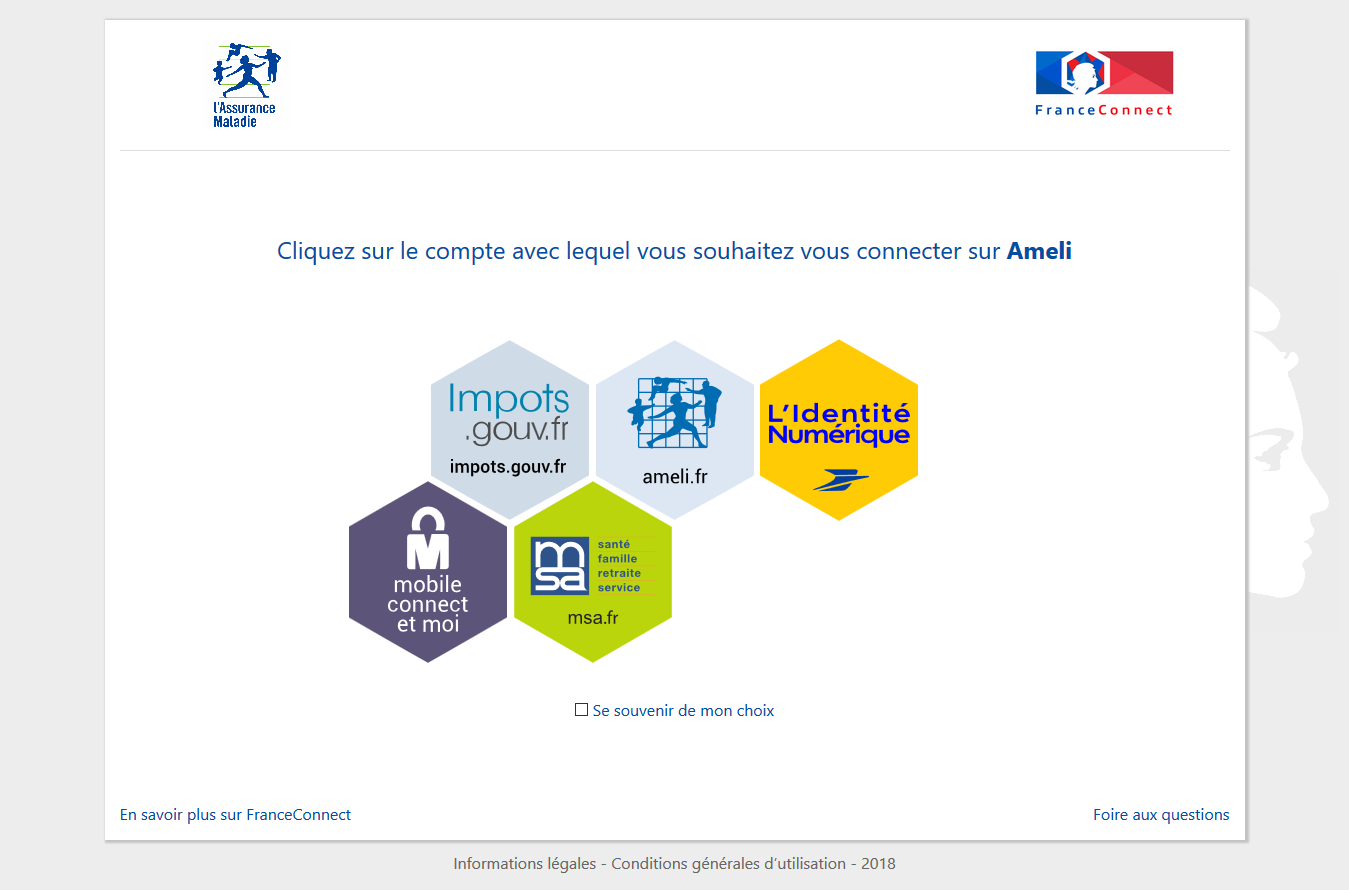 l'Assurance
Maladie
FranceConnect
Cliquez sur le compte avec lequel vous souhaitez vous connecter sur Ameli
Impots
.gouv.fr
impots.gouv.fr
ameli.fr
L'Identité
Numérique
mobile
connect
et moi
msa
santé
famille
retraite
service
msa.fr
Se souvenir de mon choix
En savoir plus sur FranceConnect
Foire aux questions
Informations légales - Conditions générales d'utilisation - 2018